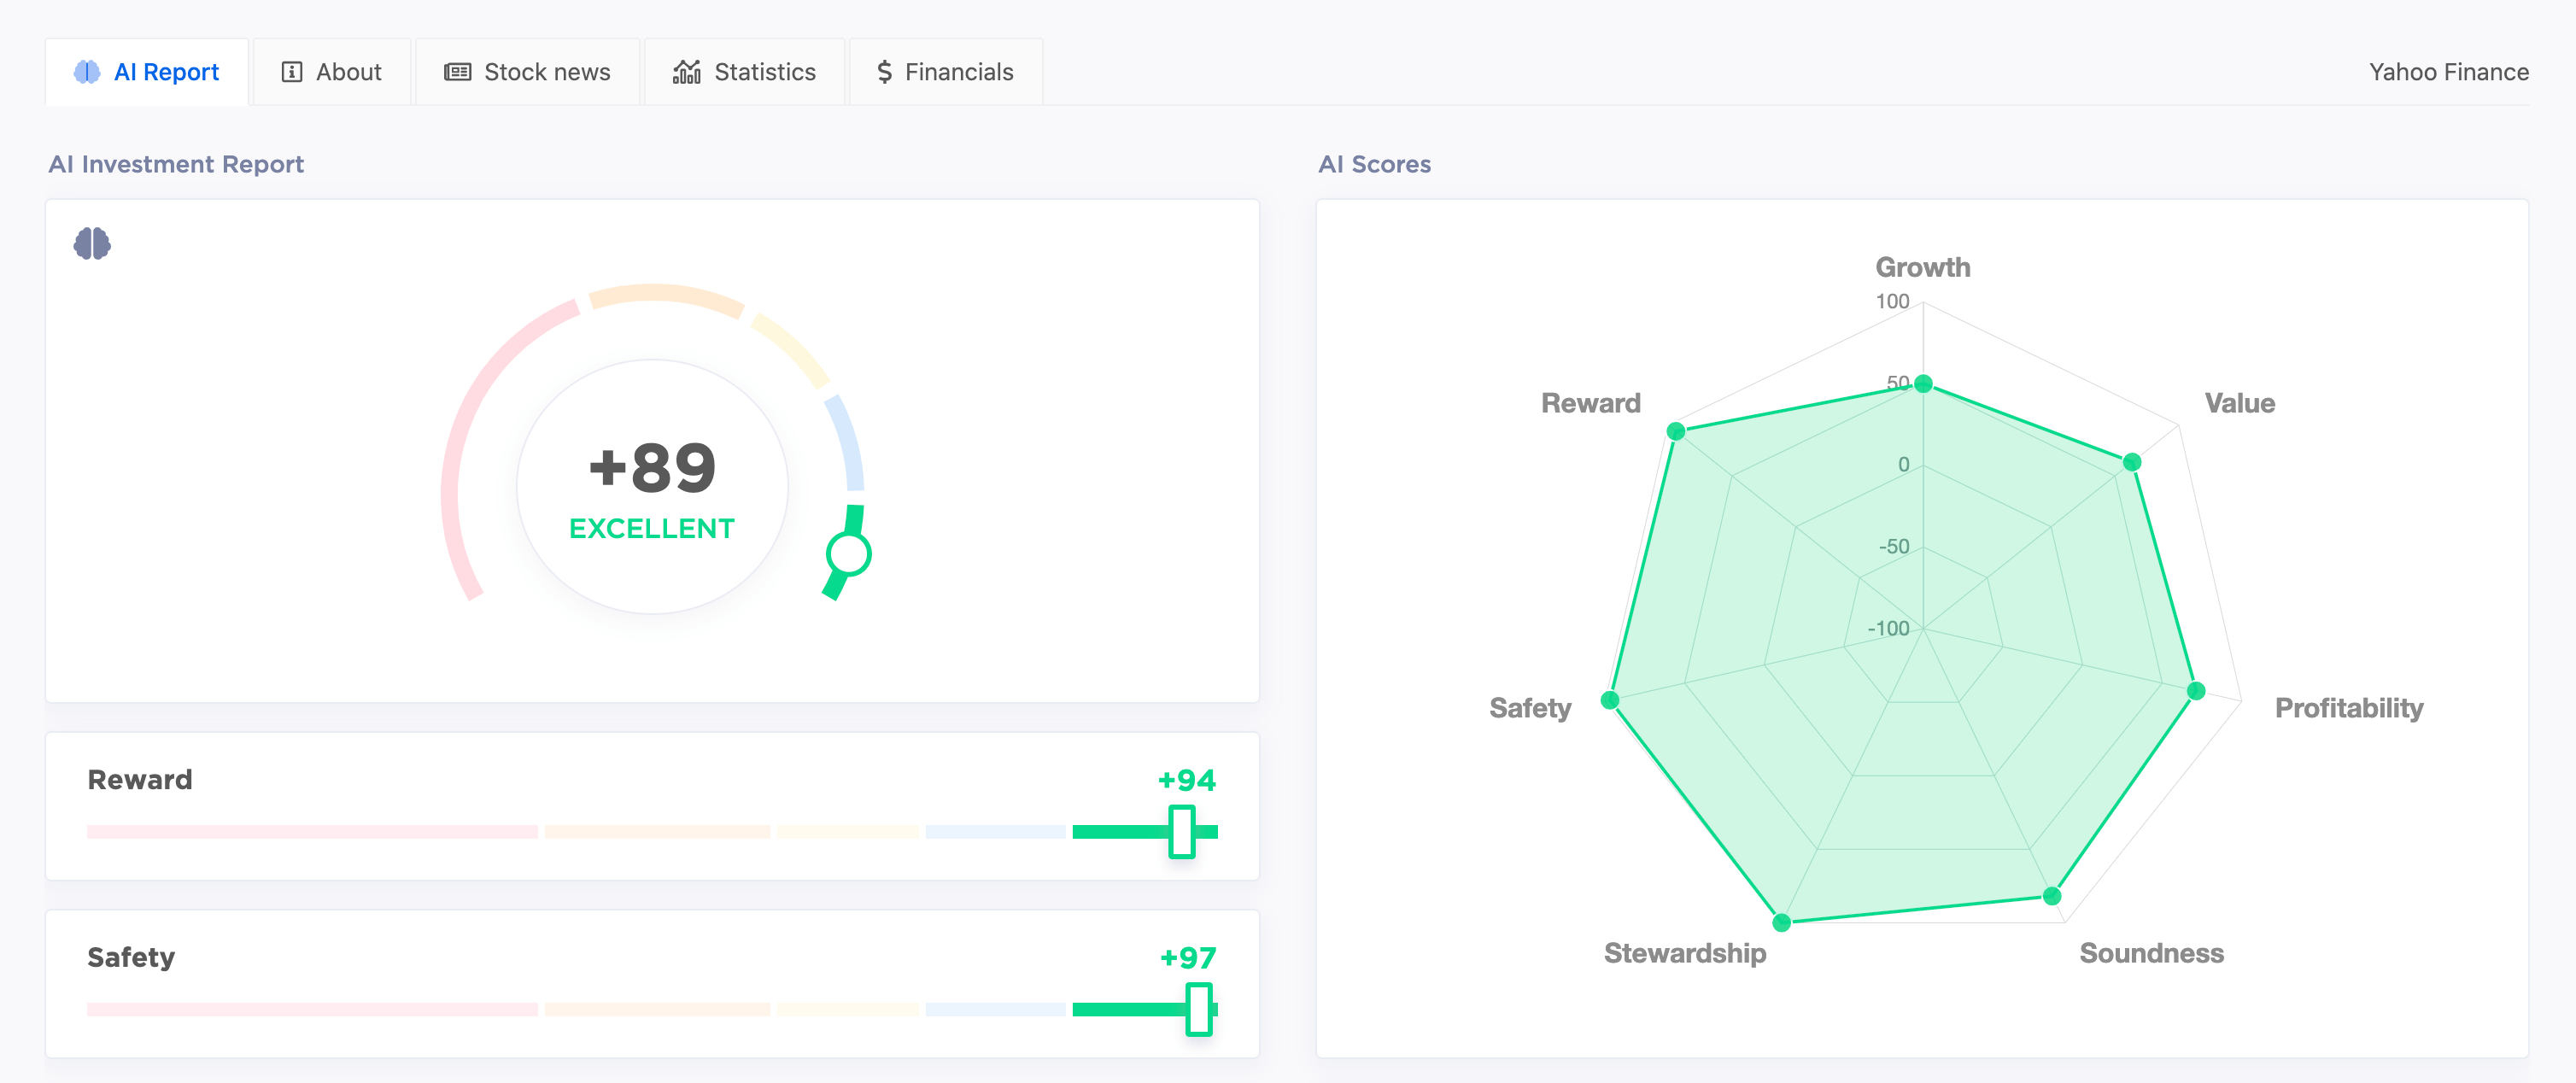 AI Report
About
Stock news
Statistics
$ Financials
Yahoo Finance
AI Investment Report
+89
EXCELLENT
Reward
+94
Safety
+97
AI Scores
Growth
100
50
0
-50
-100
Value
Profitability
Soundness
Stewardship
Safety
Reward